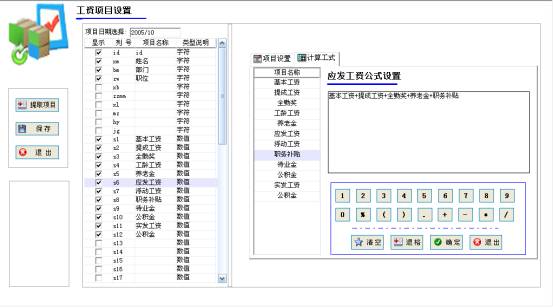 工资项目设置
项目日期选择: 2005/10
显示 列 号 项目名称 类型说明
id id 字符
xm 姓名 字符
bm 部门 字符
zw 职位 字符
xb 字符
字符
xl 字符
字符
by 字符
jg 字符
s1 基本工资 数值
s2 提成工资 数值
s3 全勤奖 数值
s4 工龄工资 数值
s5 养老金 数值
s6 应发工资 数值
s7 浮动工资 数值
s8 职务补贴 数值
s9 待业金 数值
s10 公积金 数值
s11 实发工资 数值
s12 公积金 数值
s13 数值
s14 数值
s15 数值
s16 数值
s17 数值
提取项目
保 存
退 出
项目设置 计算工式
项目名称
基本工资
提成工资
全勤奖
工龄工资
养老金
应发工资
浮动工资
职务补贴
待业金
公积金
实发工资
公积金
应发工资公式设置
基本工资+提成工资+全勤奖+养老金+职务补贴
1 2 3 4 5 6 7 8 9
0 % ( ) . + - * /
清空 退格 确定 退出